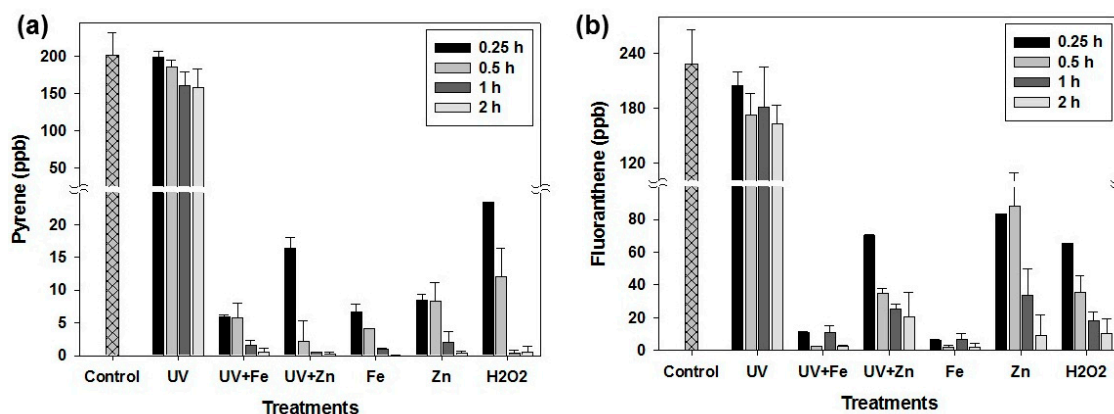 (a)
Pyrene (ppb)
200
150
100
50
20
15
10
5
0
0.25 h
0.5 h
1 h
2 h
Control UV UV+Fe UV+Zn Fe Zn H2O2
Treatments
(b)
Fluoranthene (ppb)
240
180
120
80
60
40
20
0
0.25 h
0.5 h
1 h
2 h
Control UV UV+Fe UV+Zn Fe Zn H2O2
Treatments